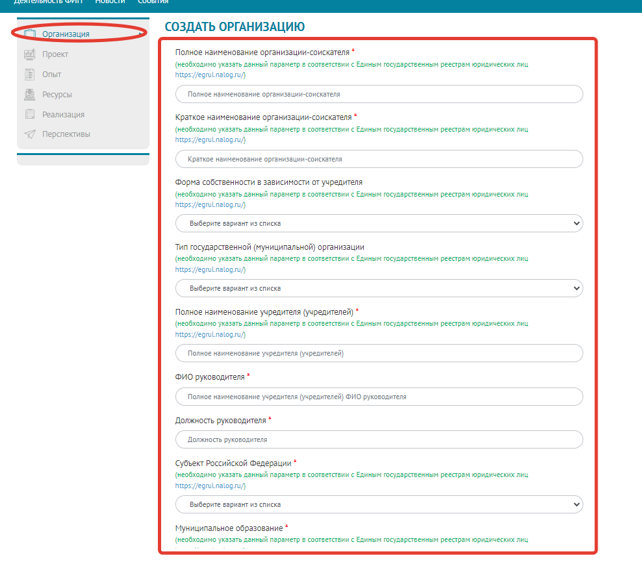 Деятельность ФИП Новости События
Организация
Проект
Опыт
Ресурсы
Реализация
Перспективы
СОЗДАТЬ ОРГАНИЗАЦИЮ
Полное наименование организации-соискателя *
(необходимо указать данный параметр в соответствии с Единым государственным реестрам юридических лиц
https://egrul.nalog.ru/)
Полное наименование организации-соискателя
Краткое наименование организации-соискателя *
(необходимо указать данный параметр в соответствии с Единым государственным реестрам юридических лиц
https://egrul.nalog.ru/)
Краткое наименование организации-соискателя
Форма собственности в зависимости от учредителя
(необходимо указать данный параметр в соответствии с Единым государственным реестрам юридических лиц
https://egrul.nalog.ru/)
Выберите вариант из списка
Тип государственной (муниципальной) организации
(необходимо указать данный параметр в соответствии с Единым государственным реестрам юридических лиц
https://egrul.nalog.ru/)
Выберите вариант из списка
Полное наименование учредителя (учредителей) *
(необходимо указать данный параметр в соответствии с Единым государственным реестрам юридических лиц
https://egrul.nalog.ru/)
Полное наименование учредителя (учредителей)
ФИО руководителя *
Полное наименование учредителя (учредителей) ФИО руководителя
Должность руководителя *
Должность руководителя
Субъект Российской Федерации *
(необходимо указать данный параметр в соответствии с Единым государственным реестрам юридических лиц
https://egrul.nalog.ru/)
Выберите вариант из списка
Муниципальное образование *
(необходимо указать данный параметр в соответствии с Единым государственным реестрам юридических лиц